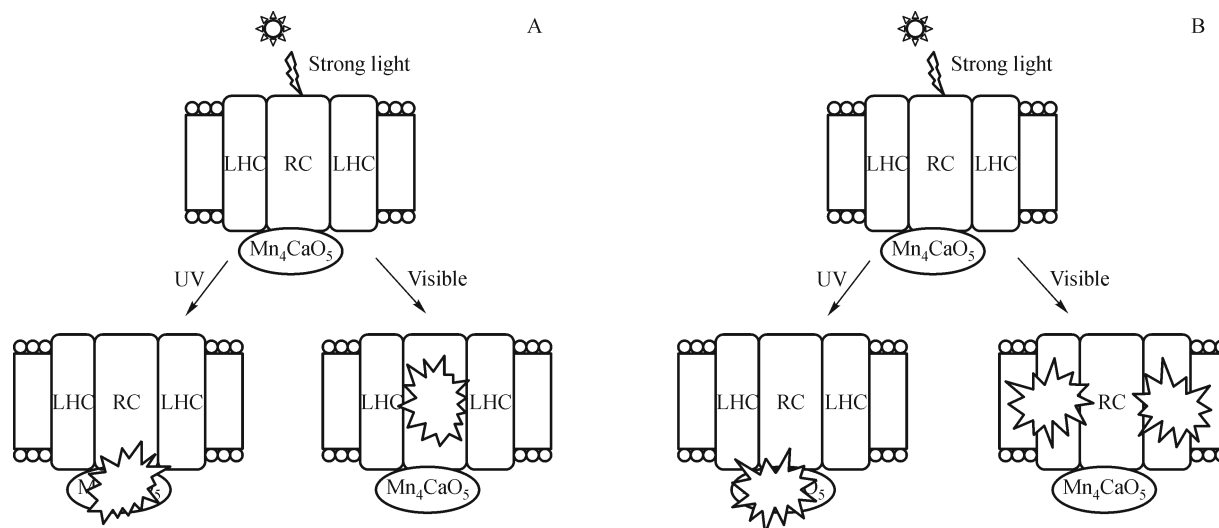 A
Strong light
LHC RC LHC
Mn₄CaO₅
UV Visible
LHC RC LHC
LHC LHC
Mn₄CaO₅
B
Strong light
LHC RC LHC
Mn₄CaO₅
UV Visible
LHC RC LHC
RC
Mn₄CaO₅